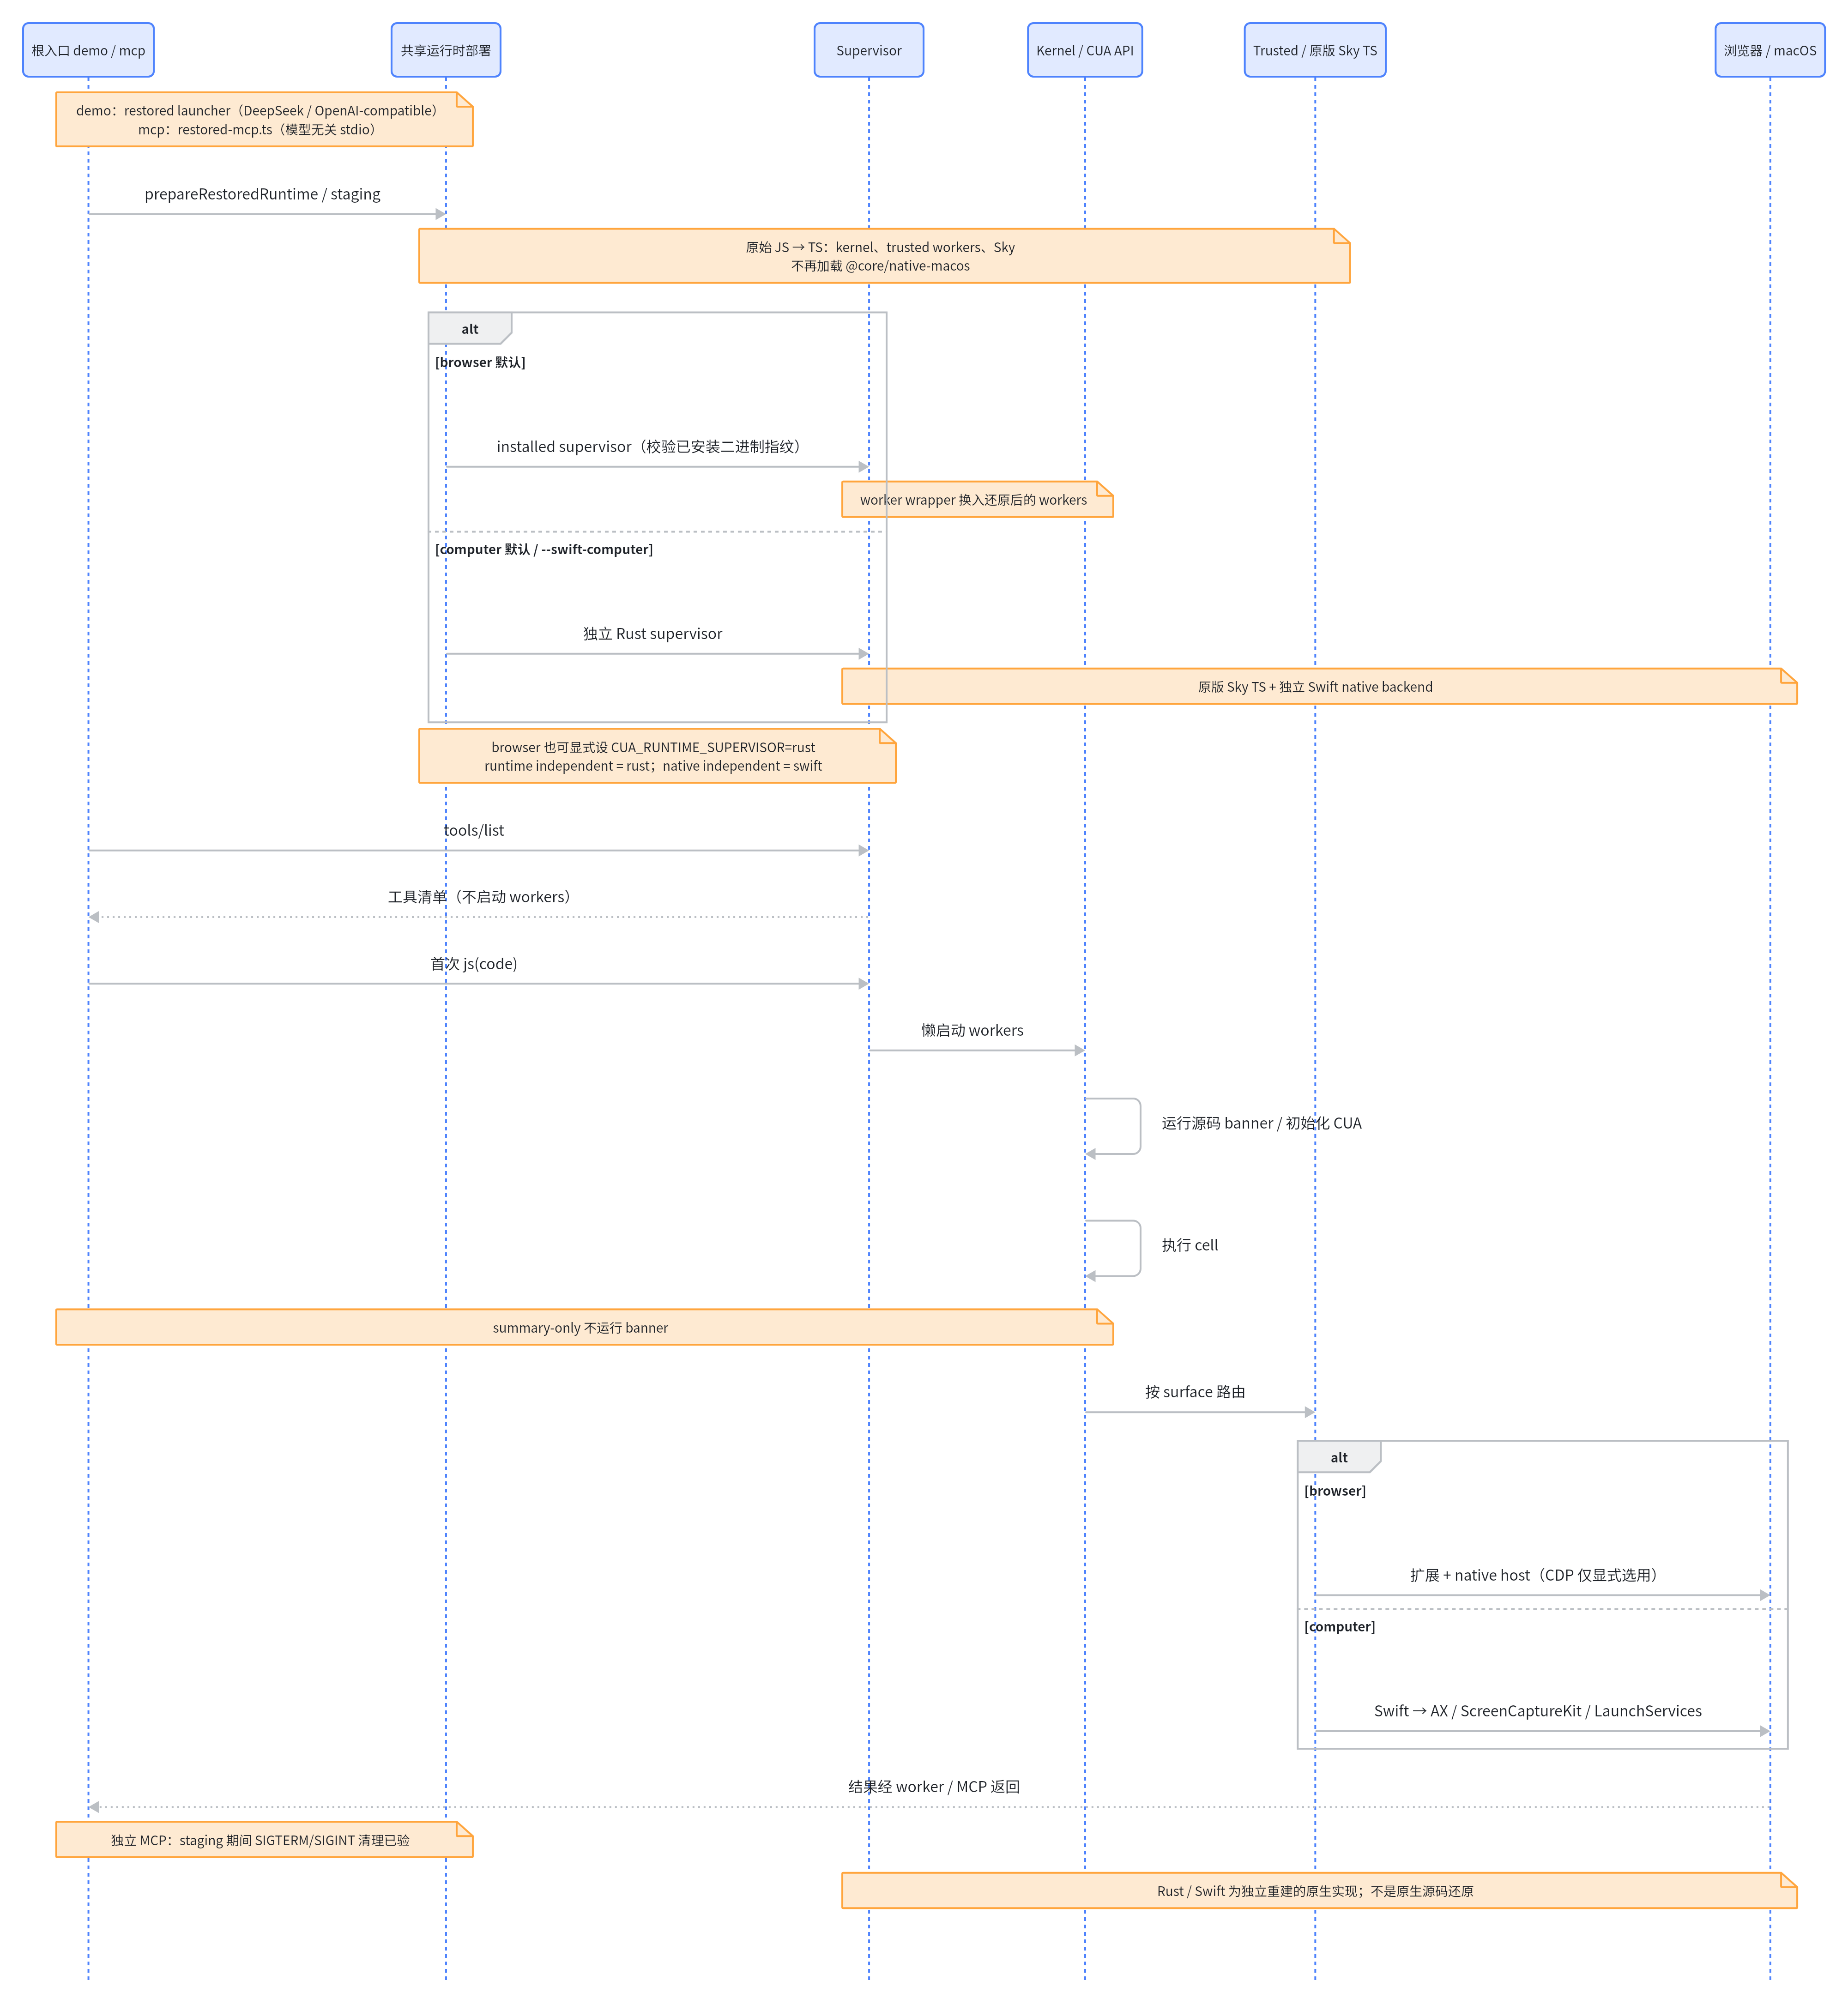 根入口 demo / mcp
共享运行时部署
Supervisor
Kernel / CUA API
Trusted / 原版 Sky TS
浏览器 / macOS
demo：restored launcher（DeepSeek / OpenAI-compatible）
mcp：restored-mcp.ts（模型无关 stdio）
prepareRestoredRuntime / staging
原始 JS → TS：kernel、trusted workers、Sky
不再加载 @core/native-macos
alt
[browser 默认]
installed supervisor（校验已安装二进制指纹）
worker wrapper 换入还原后的 workers
[computer 默认 / --swift-computer]
独立 Rust supervisor
原版 Sky TS + 独立 Swift native backend
browser 也可显式设 CUA_RUNTIME_SUPERVISOR=rust
runtime independent = rust；native independent = swift
tools/list
工具清单（不启动 workers）
首次 js(code)
懒启动 workers
运行源码 banner / 初始化 CUA
执行 cell
summary-only 不运行 banner
按 surface 路由
alt
[browser]
扩展 + native host（CDP 仅显式选用）
[computer]
Swift → AX / ScreenCaptureKit / LaunchServices
结果经 worker / MCP 返回
独立 MCP：staging 期间 SIGTERM/SIGINT 清理已验
Rust / Swift 为独立重建的原生实现；不是原生源码还原